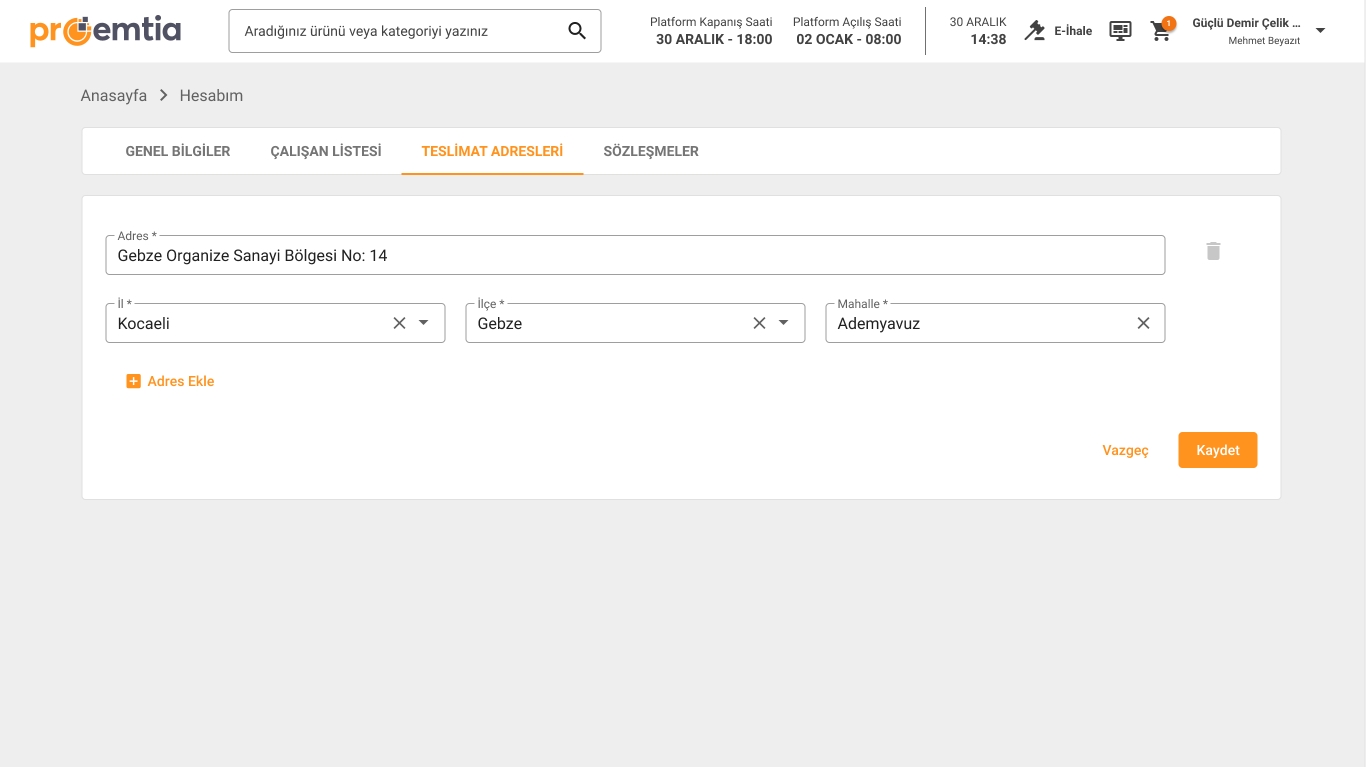 proemtia
Aradığınız ürünü veya kategoriyi yazınız
Platform Kapanış Saati
30 ARALIK - 18:00
Platform Açılış Saati
02 OCAK - 08:00
30 ARALIK
14:38
E-İhale
1
Güçlü Demir Çelik ...
Mehmet Beyazıt
Anasayfa > Hesabım
GENEL BİLGİLER ÇALIŞAN LİSTESİ TESLİMAT ADRESLERİ SÖZLEŞMELER
Adres *
Gebze Organize Sanayi Bölgesi No: 14
İl *
Kocaeli
İlçe *
Gebze
Mahalle *
Ademyavuz
Adres Ekle
Vazgeç Kaydet